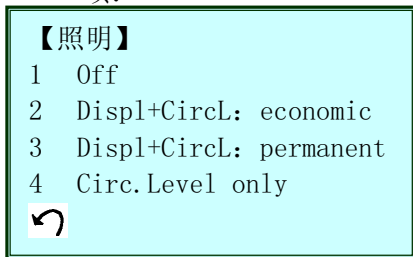 【照明】
1 Off
2 Displ+CircL：economic
3 Displ+CircL：permanent
4 Circ.Level only